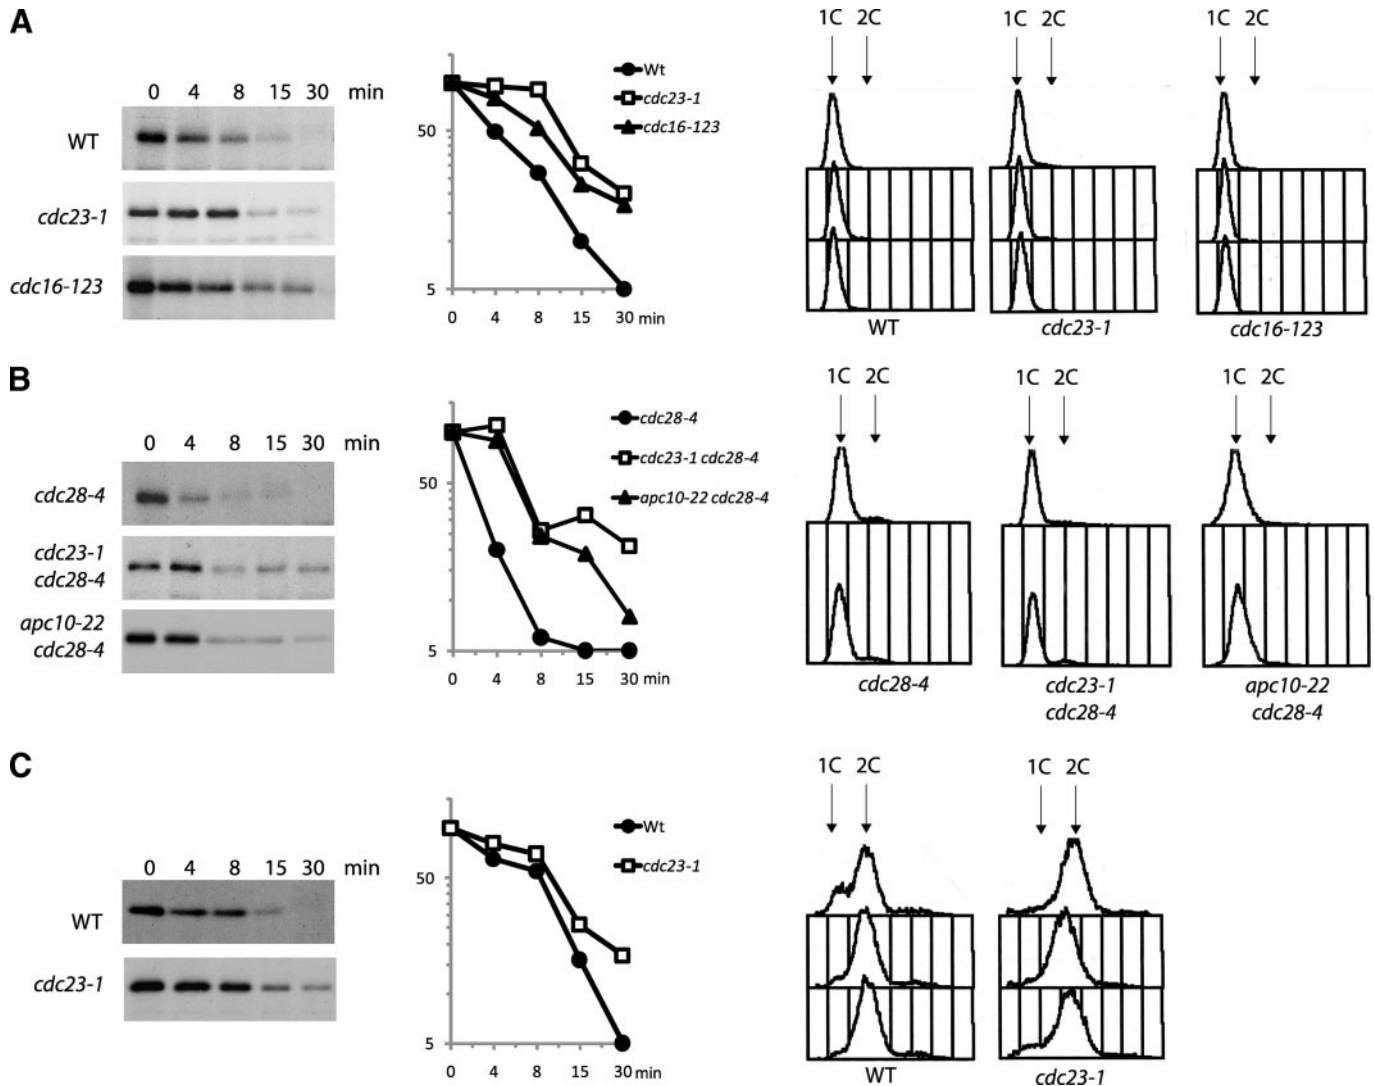 A
0 4 8 15 30 min
WT
cdc23-1
cdc16-123
50
5
0 4 8 15 30 min
Wt
cdc23-1
cdc16-123
1C 2C
1C 2C
1C 2C
WT
cdc23-1
cdc16-123
B
0 4 8 15 30 min
cdc28-4
cdc23-1
cdc28-4
apc10-22
cdc28-4
50
5
0 4 8 15 30 min
cdc28-4
cdc23-1 cdc28-4
apc10-22 cdc28-4
1C 2C
1C 2C
1C 2C
cdc28-4
cdc23-1
cdc28-4
apc10-22
cdc28-4
C
0 4 8 15 30 min
WT
cdc23-1
50
5
0 4 8 15 30 min
Wt
cdc23-1
1C 2C
1C 2C
WT
cdc23-1